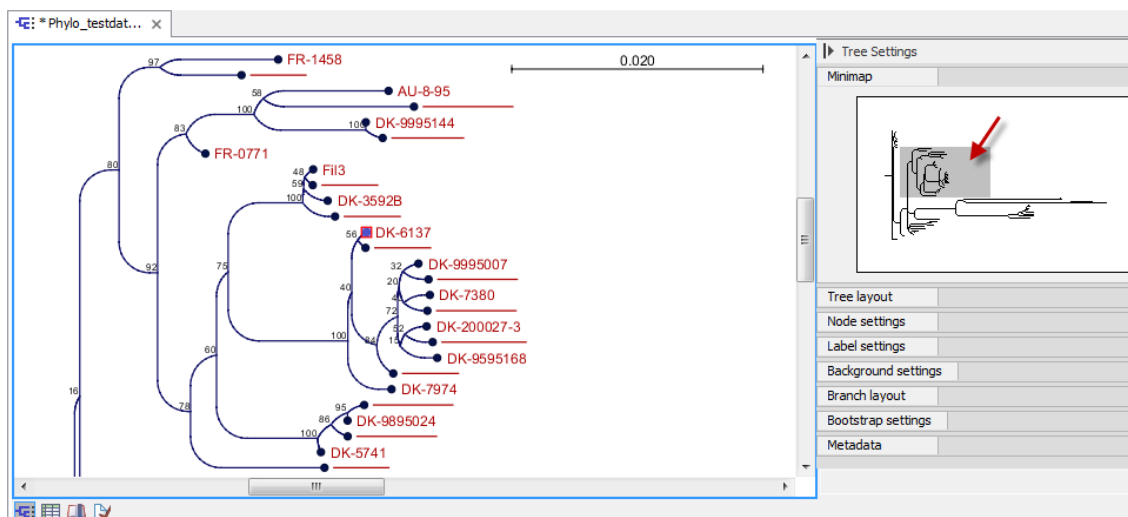 * Phylo_testdat...
Tree Settings
Minimap
0.020
97
FR-1458
58
AU-8-95
100
100
DK-9995144
83
FR-0771
80
48
Fil3
59
100
DK-3592B
56
DK-6137
92
75
32
DK-9995007
20
40
DK-7380
72
52
DK-200027-3
15
100
84
DK-9595168
60
DK-7974
16
78
95
86
DK-9895024
100
DK-5741
Tree layout
Node settings
Label settings
Background settings
Branch layout
Bootstrap settings
Metadata